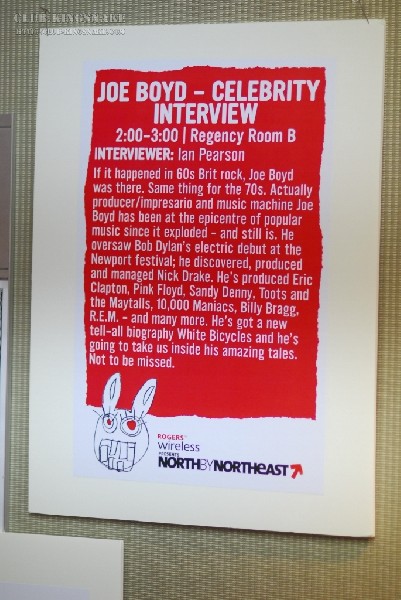 CLUB KINGSNAKE
JOE BOYD – CELEBRITY
INTERVIEW
2:00–3:00 | Regency Room B
INTERVIEWER: Ian Pearson
If it happened in 60s Brit rock, Joe Boyd
was there. Same thing for the 70s. Actually
producer/impresario and music machine Joe
Boyd has been at the epicentre of popular
music since it exploded – and still is. He
oversaw Bob Dylan's electric debut at the
Newport festival; he discovered, produced
and managed Nick Drake. He's produced Eric
Clapton, Pink Floyd, Sandy Denny, Toots and
the Maytalls, 10,000 Maniacs, Billy Bragg,
R.E.M. – and many more. He's got a new
tell-all biography White Bicycles and he's
going to take us inside his amazing tales.
Not to be missed.
ROGERS
wireless
PRESENTS
NORTHBYNORTHEAST